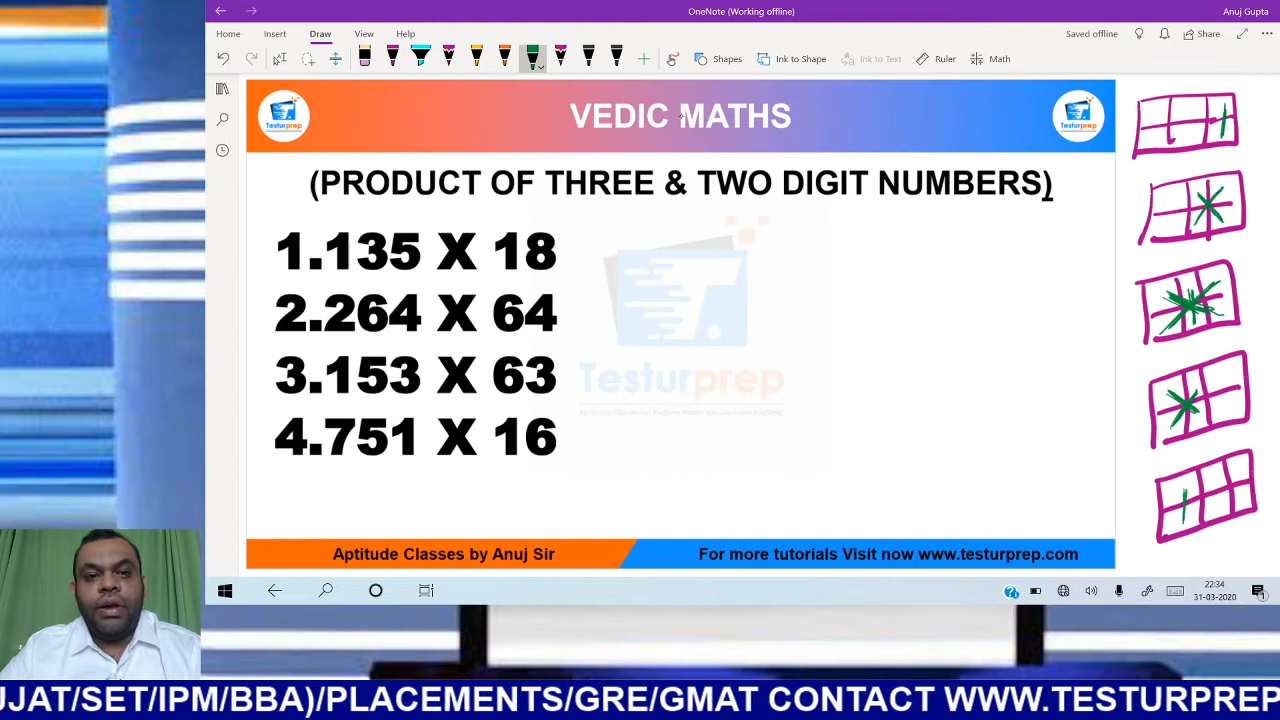 OneNote (Working offline)
Anuj Gupta
Home Insert Draw View Help
Saved offline
Share
Shapes
Ink to Shape
Ink to Text
Ruler
Math
Testurprep
VEDIC MATHS
Testurprep
(PRODUCT OF THREE & TWO DIGIT NUMBERS)
1.135 X 18
2.264 X 64
3.153 X 63
4.751 X 16
Testurprep
Aptitude Classes by Anuj Sir
For more tutorials Visit now www.testurprep.com
22:34
31-03-2020
UJAT/SET/IPM/BBA)/PLACEMENTS/GRE/GMAT CONTACT WWW.TESTURPREP